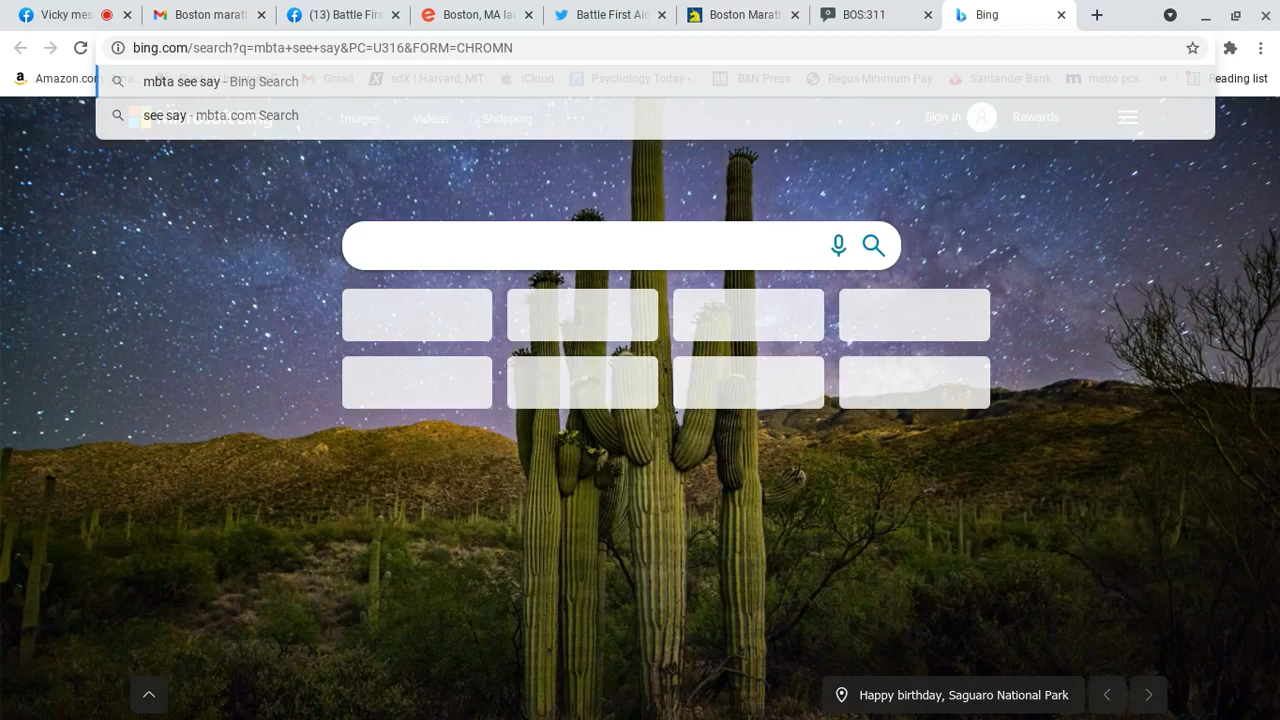 Vicky mes
Boston marat
(13) Battle Firs
Boston, MA la
Battle First Aid
Boston Marat
BOS:311
Bing
bing.com/search?q=mbta+see+say&PC=U316&FORM=CHROMN
Amazon.com
Gmail
edX | Harvard, MIT
iCloud
Psychology Today -...
B&N Press
Regus Minimum Pay
Santander Bank
metro pcs
»
Reading list
mbta see say - Bing Search
see say - mbta.com Search
Images
Videos
Shopping
Sign in
Rewards
Happy birthday, Saguaro National Park